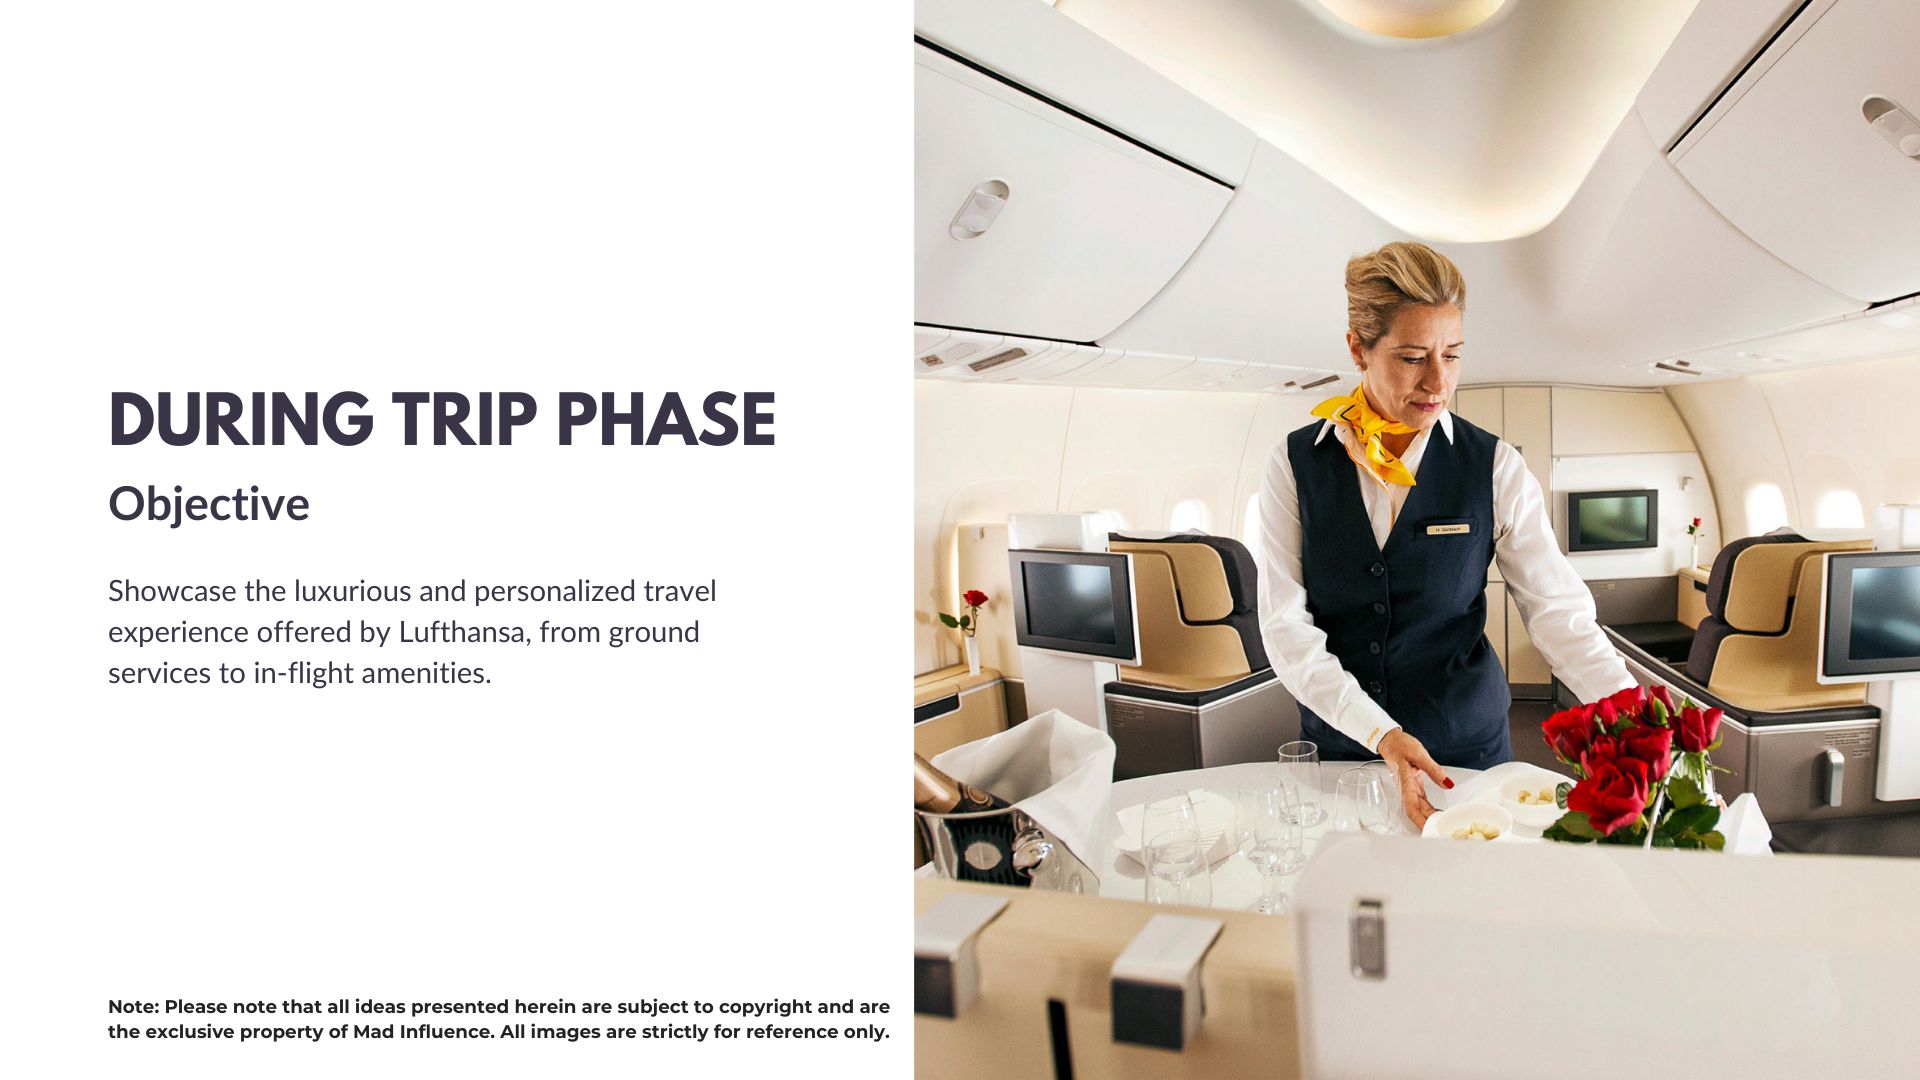 DURING TRIP PHASE
Objective
Showcase the luxurious and personalized travel
experience offered by Lufthansa, from ground
services to in-flight amenities.
Note: Please note that all ideas presented herein are subject to copyright and are
the exclusive property of Mad Influence. All images are strictly for reference only.